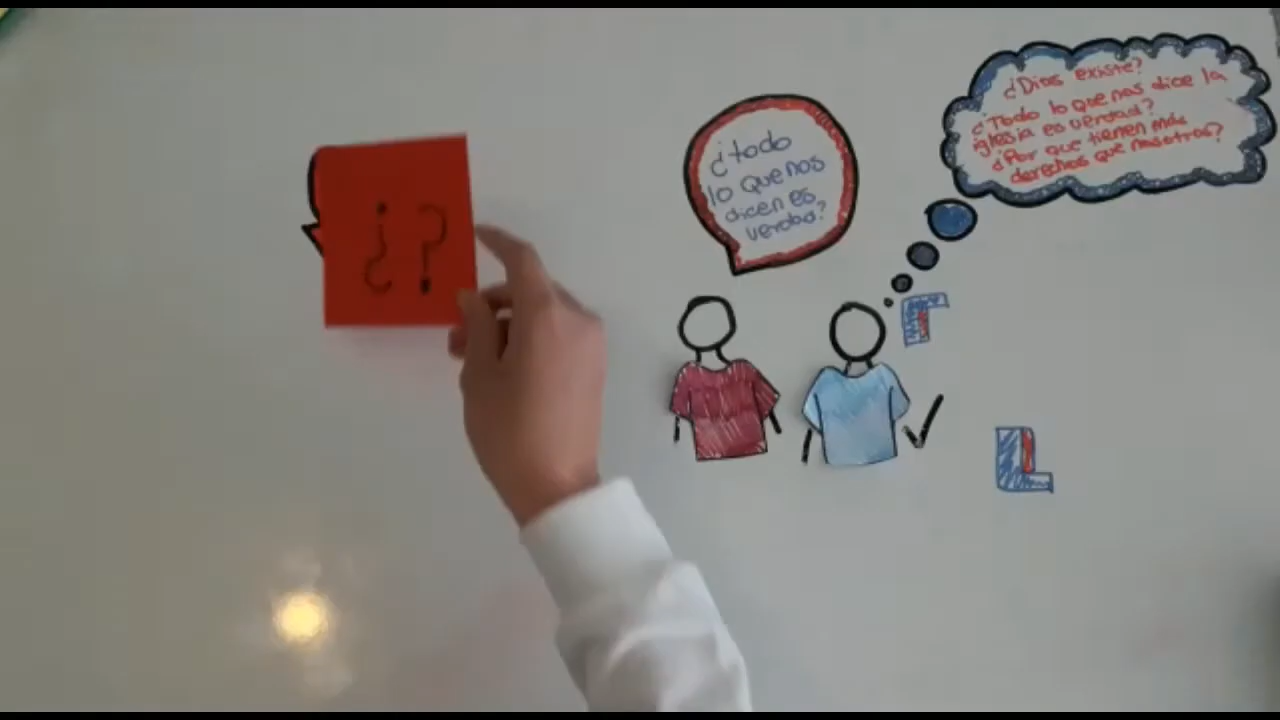 ¿ ?
¿todo
lo que nos
dicen es
verdad?
¿Dios existe?
¿Todo lo que nos dice la
iglesia es verdad?
¿Por que tienen más
derechos que nosotros?